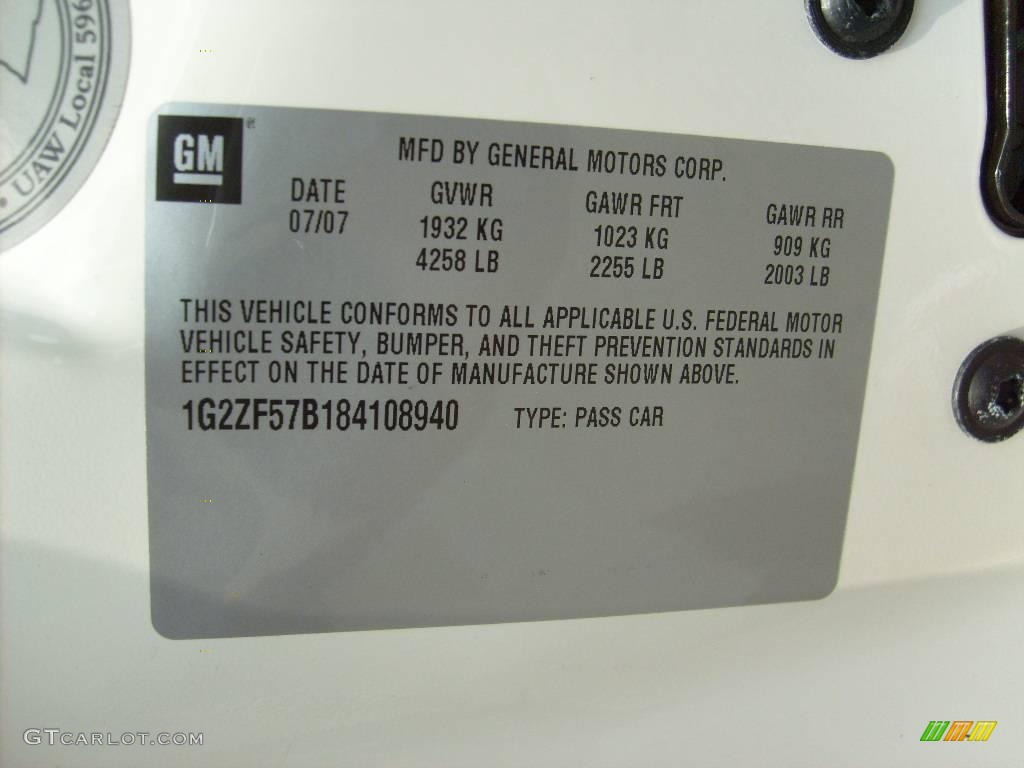 UAW Local 596
GM
MFD BY GENERAL MOTORS CORP.
DATE GVWR GAWR FRT GAWR RR
07/07 1932 KG 1023 KG 909 KG
4258 LB 2255 LB 2003 LB
THIS VEHICLE CONFORMS TO ALL APPLICABLE U.S. FEDERAL MOTOR
VEHICLE SAFETY, BUMPER, AND THEFT PREVENTION STANDARDS IN
EFFECT ON THE DATE OF MANUFACTURE SHOWN ABOVE.
1G2ZF57B184108940 TYPE: PASS CAR
GTCARLOT.COM